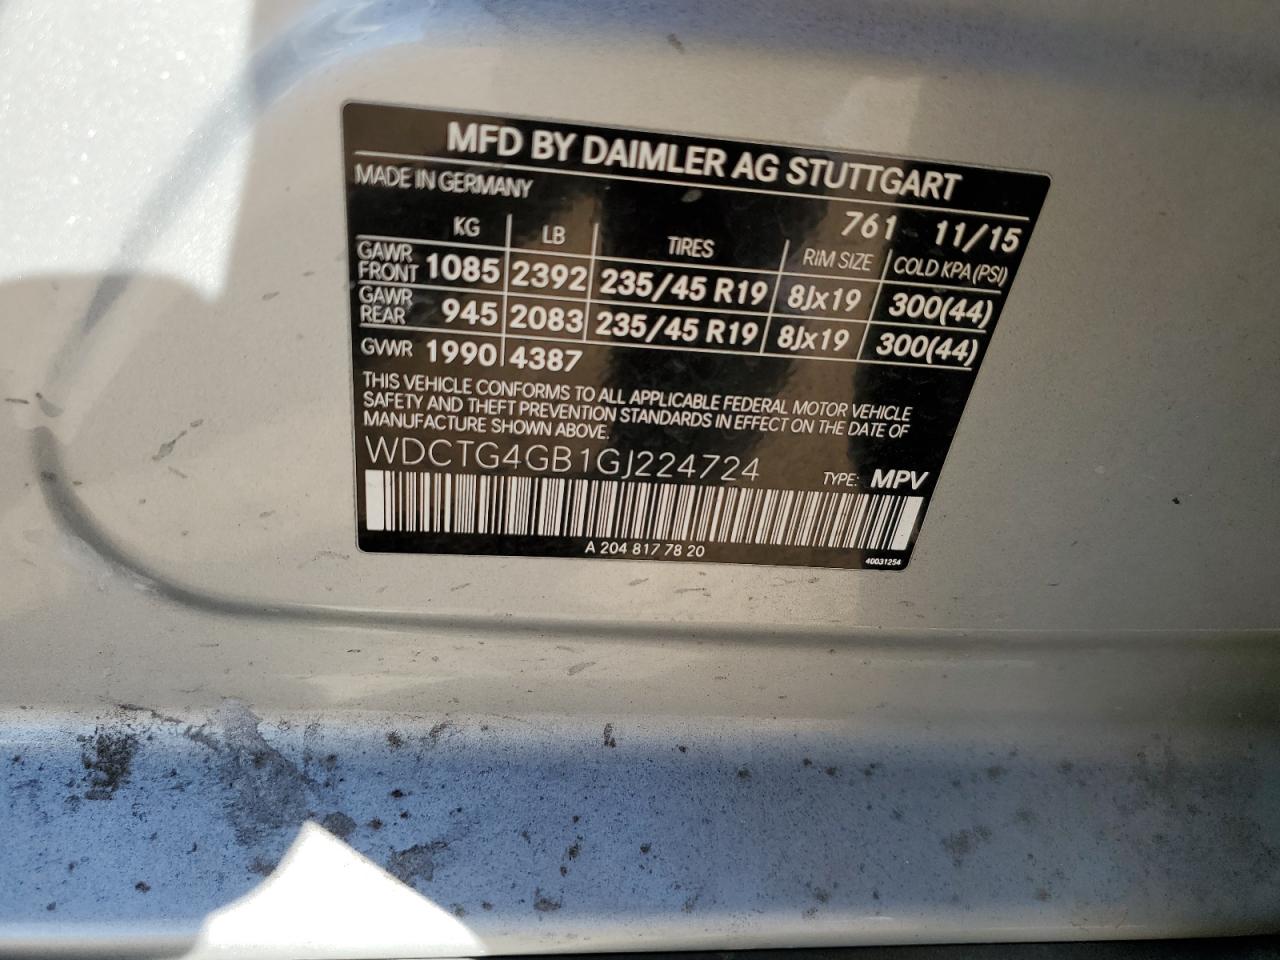 MFD BY DAIMLER AG STUTTGART
MADE IN GERMANY
761 11/15
KG LB TIRES RIM SIZE COLD KPA (PSI)
GAWR FRONT 1085 2392 235/45 R19 8Jx19 300(44)
GAWR REAR 945 2083 235/45 R19 8Jx19 300(44)
GVWR 1990 4387
THIS VEHICLE CONFORMS TO ALL APPLICABLE FEDERAL MOTOR VEHICLE
SAFETY AND THEFT PREVENTION STANDARDS IN EFFECT ON THE DATE OF
MANUFACTURE SHOWN ABOVE.
WDCTG4GB1GJ224724 TYPE: MPV
A 204 817 78 20
40031254